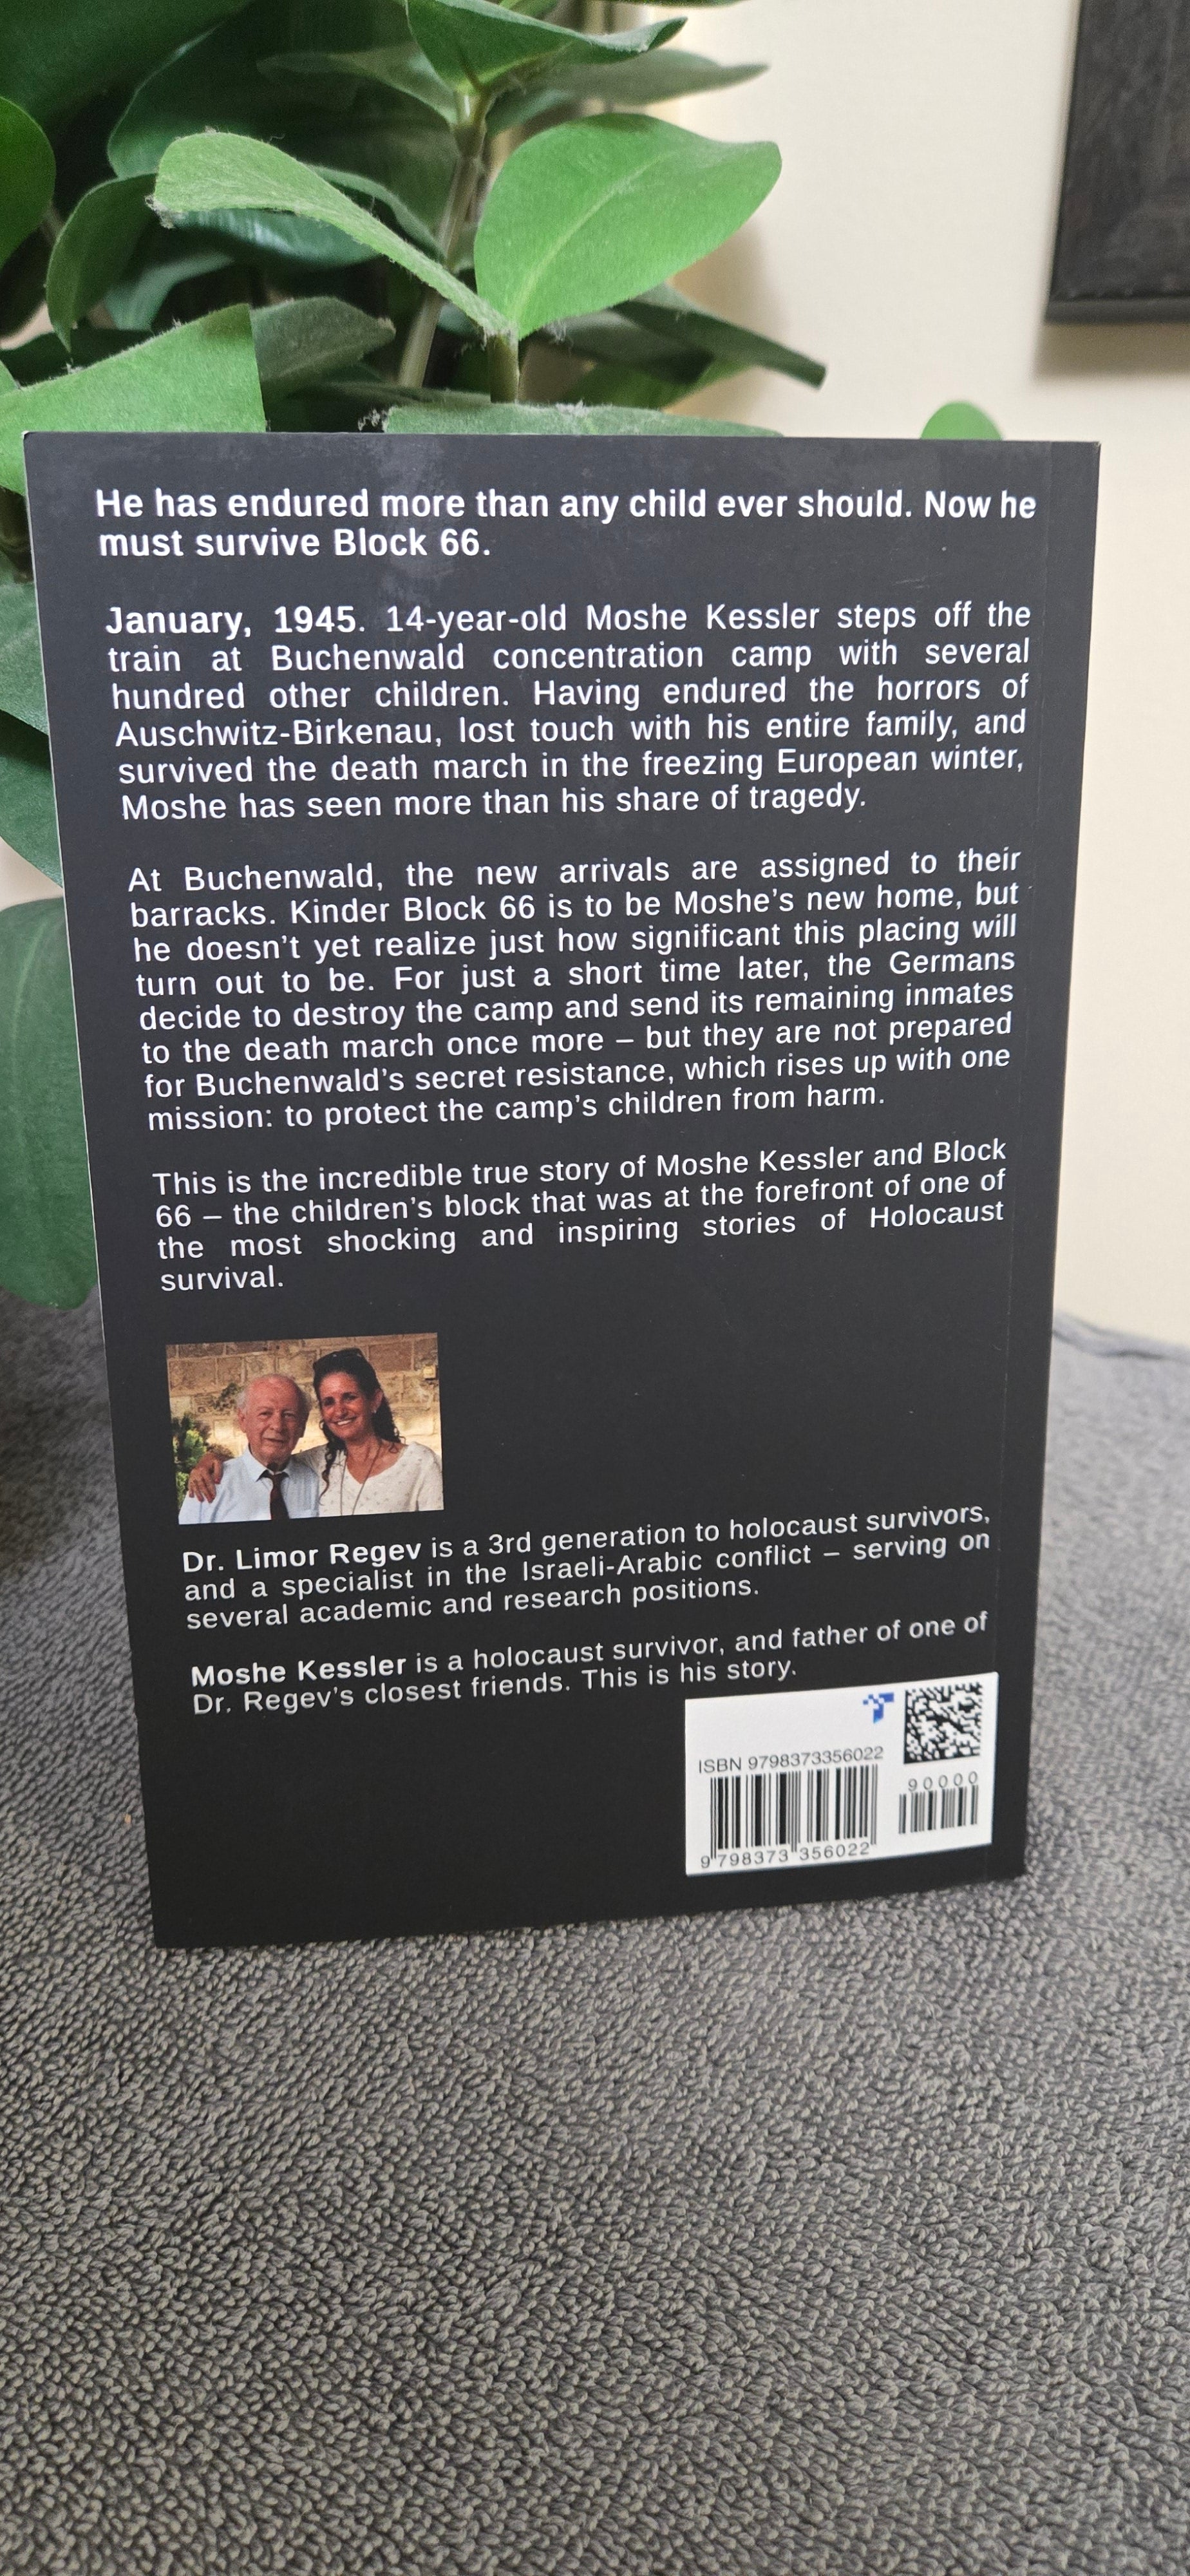 He has endured more than any child ever should. Now he
must survive Block 66.
January, 1945. 14-year-old Moshe Kessler steps off the
train at Buchenwald concentration camp with several
hundred other children. Having endured the horrors of
Auschwitz-Birkenau, lost touch with his entire family, and
survived the death march in the freezing European winter,
Moshe has seen more than his share of tragedy.
At Buchenwald, the new arrivals are assigned to their
barracks. Kinder Block 66 is to be Moshe’s new home, but
he doesn’t yet realize just how significant this placing will
turn out to be. For just a short time later, the Germans
decide to destroy the camp and send its remaining inmates
to the death march once more – but they are not prepared
for Buchenwald’s secret resistance, which rises up with one
mission: to protect the camp’s children from harm.
This is the incredible true story of Moshe Kessler and Block
66 – the children’s block that was at the forefront of one of
the most shocking and inspiring stories of Holocaust
survival.
Dr. Limor Regev is a 3rd generation to holocaust survivors,
and a specialist in the Israeli-Arabic conflict – serving on
several academic and research positions.
Moshe Kessler is a holocaust survivor, and father of one of
Dr. Regev’s closest friends. This is his story.
ISBN 9798373356022
90000
9 798373 356022